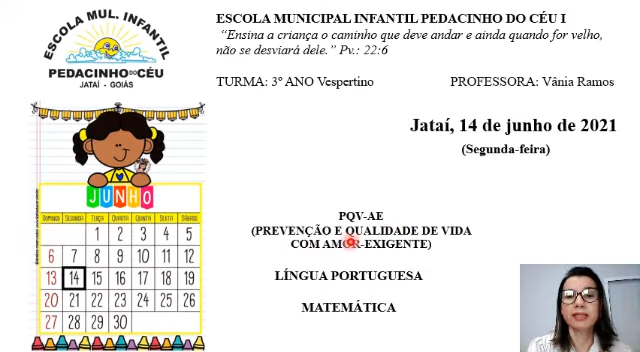 ESCOLA MUL. INFANTIL
PEDACINHO DO CÉU
JATAÍ - GOIÁS
ESCOLA MUNICIPAL INFANTIL PEDACINHO DO CÉU I
“Ensina a criança o caminho que deve andar e ainda quando for velho,
não se desviará dele.” Pv.: 22:6
TURMA: 3º ANO Vespertino PROFESSORA: Vânia Ramos
Jataí, 14 de junho de 2021
(Segunda-feira)
JUNHO
DOMINGO SEGUNDA TERÇA QUARTA QUINTA SEXTA SÁBADO
1 2 3 4 5
6 7 8 9 10 11 12
13 14 15 16 17 18 19
20 21 22 23 24 25 26
27 28 29 30
PQV-AE
(PREVENÇÃO E QUALIDADE DE VIDA
COM AMOR-EXIGENTE)
LÍNGUA PORTUGUESA
MATEMÁTICA